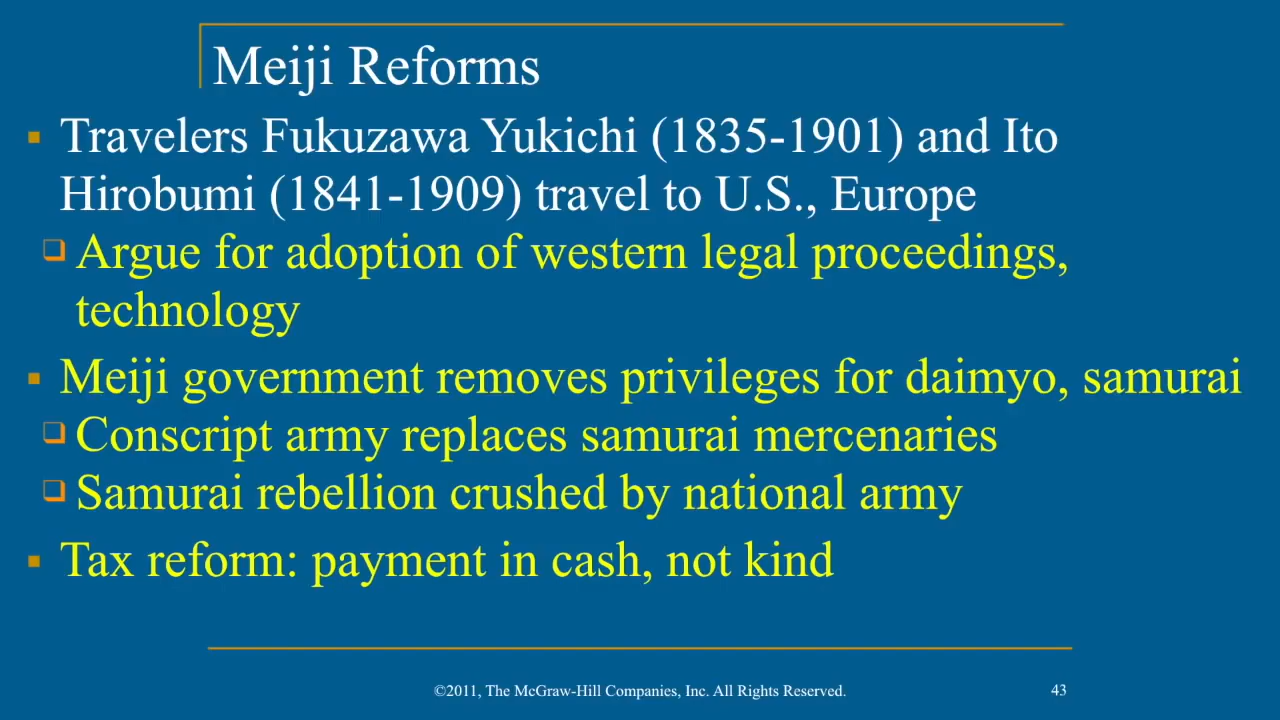 Meiji Reforms
Travelers Fukuzawa Yukichi (1835-1901) and Ito
Hirobumi (1841-1909) travel to U.S., Europe
Argue for adoption of western legal proceedings,
technology
Meiji government removes privileges for daimyo, samurai
Conscript army replaces samurai mercenaries
Samurai rebellion crushed by national army
Tax reform: payment in cash, not kind
©2011, The McGraw-Hill Companies, Inc. All Rights Reserved.
43